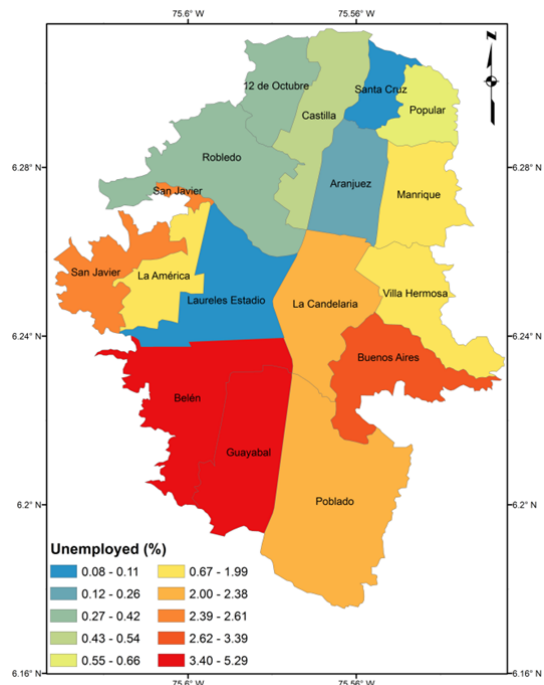 75.6° W 75.56° W
N
12 de Octubre
Santa Cruz
Castilla
Popular
Robledo
6.28° N 6.28° N
Aranjuez
San Javier
Manrique
San Javier
La América
Laureles Estadio
La Candelaria
Villa Hermosa
6.24° N 6.24° N
Buenos Aires
Belén
Guayabal
Poblado
6.2° N 6.2° N
Unemployed (%)
0.08 - 0.11 0.67 - 1.99
0.12 - 0.26 2.00 - 2.38
0.27 - 0.42 2.39 - 2.61
0.43 - 0.54 2.62 - 3.39
0.55 - 0.66 3.40 - 5.29
6.16° N 6.16° N
75.6° W 75.56° W